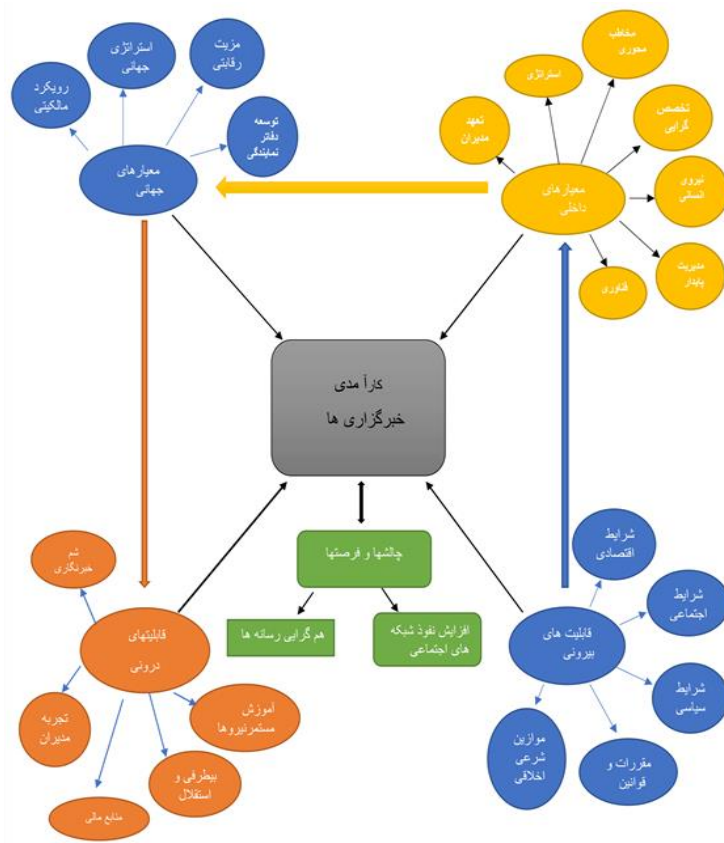 مخاطب
محوری
استراتژی
تخصص
گرایی
تعهد
مدیران
نیروی
انسانی
معیارهای
داخلی
مدیریت
پایدار
فناوری
مزیت
رقابتی
استراتژی
جهانی
رویکرد
مالکیتی
توسعه
دفاتر
نمایندگی
معیارهای
جهانی
کارآ مدی
خبرگزاری ها
چالشها و فرصتها
افزایش نفوذ شبکه
های اجتماعی
هم گرایی رسانه ها
شرایط
اقتصادی
شرایط
اجتماعی
قابلیت های
بیرونی
شرایط
سیاسی
مقررات و
قوانین
موازین
شرعی
اخلاقی
شم
خبرنگاری
قابلیتهای
درونی
آموزش
مستمرنیروها
تجربه
مدیران
بیطرفی و
استقلال
منابع مالی